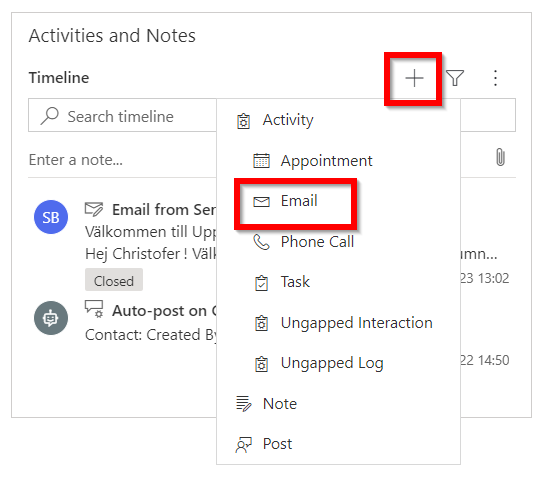 Activities and Notes
Timeline
Search timeline
Activity
Enter a note...
Appointment
Email
SB
Email from Ser
Välkommen till Upp
Hej Christofer ! Välk
umn...
Closed
23 13:02
Phone Call
Task
Auto-post on
Contact: Created By
22 14:50
Ungapped Interaction
Ungapped Log
Note
Post